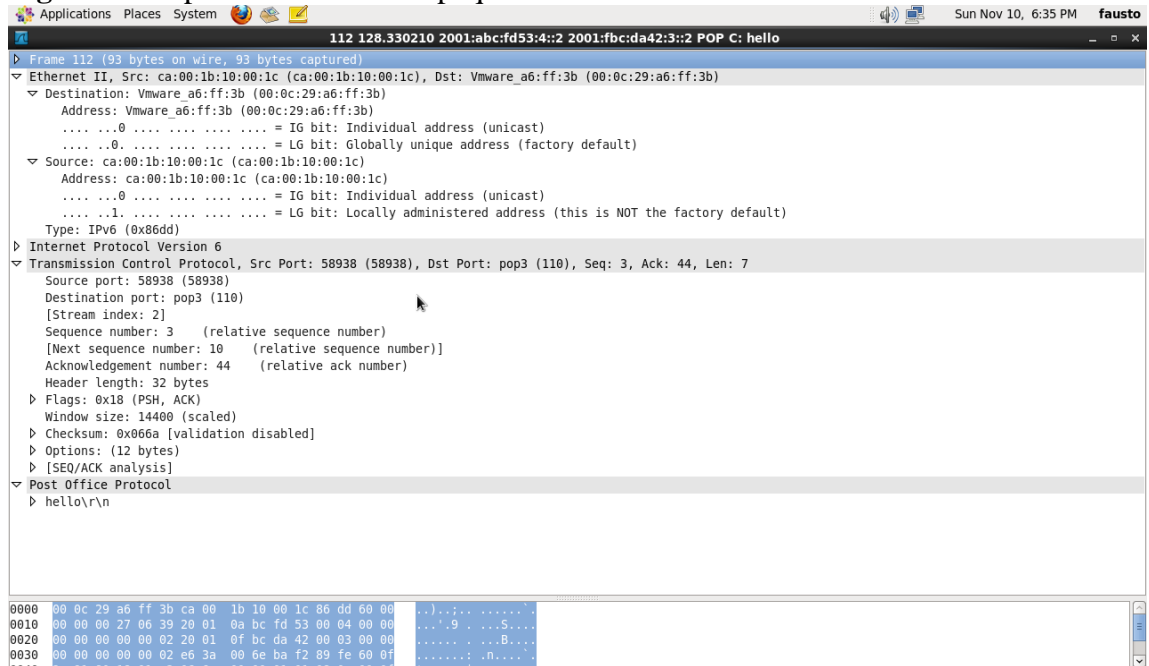 Applications Places System Sun Nov 10, 6:35 PM fausto
112 128.330210 2001:abc:fd53:4::2 2001:fbc:da42:3::2 POP C: hello
Frame 112 (93 bytes on wire, 93 bytes captured)
Ethernet II, Src: ca:00:1b:10:00:1c (ca:00:1b:10:00:1c), Dst: Vmware_a6:ff:3b (00:0c:29:a6:ff:3b)
Destination: Vmware_a6:ff:3b (00:0c:29:a6:ff:3b)
Address: Vmware_a6:ff:3b (00:0c:29:a6:ff:3b)
.... ...0 .... .... .... .... = IG bit: Individual address (unicast)
.... ..0. .... .... .... .... = LG bit: Globally unique address (factory default)
Source: ca:00:1b:10:00:1c (ca:00:1b:10:00:1c)
Address: ca:00:1b:10:00:1c (ca:00:1b:10:00:1c)
.... ...0 .... .... .... .... = IG bit: Individual address (unicast)
.... ..1. .... .... .... .... = LG bit: Locally administered address (this is NOT the factory default)
Type: IPv6 (0x86dd)
Internet Protocol Version 6
Transmission Control Protocol, Src Port: 58938 (58938), Dst Port: pop3 (110), Seq: 3, Ack: 44, Len: 7
Source port: 58938 (58938)
Destination port: pop3 (110)
[Stream index: 2]
Sequence number: 3    (relative sequence number)
[Next sequence number: 10    (relative sequence number)]
Acknowledgement number: 44    (relative ack number)
Header length: 32 bytes
Flags: 0x18 (PSH, ACK)
Window size: 14400 (scaled)
Checksum: 0x066a [validation disabled]
Options: (12 bytes)
[SEQ/ACK analysis]
Post Office Protocol
hello\r\n
0000  00 0c 29 a6 ff 3b ca 00  1b 10 00 1c 86 dd 60 00   ..)..;.. ......`.
0010  00 00 00 27 06 39 20 01  0a bc fd 53 00 04 00 00   ...'.9 . ...S....
0020  00 00 00 00 00 02 20 01  0f bc da 42 00 03 00 00   ...... . ...B....
0030  00 00 00 00 00 02 e6 3a  00 6e ba f2 89 fe 60 0f   .......: .n....`.